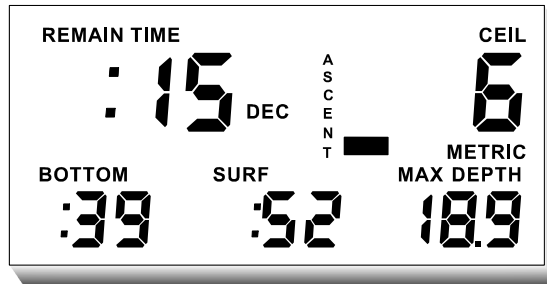 REMAIN TIME CEIL
:15 DEC ASCENT 6
METRIC
BOTTOM SURF MAX DEPTH
:39 :52 18.9